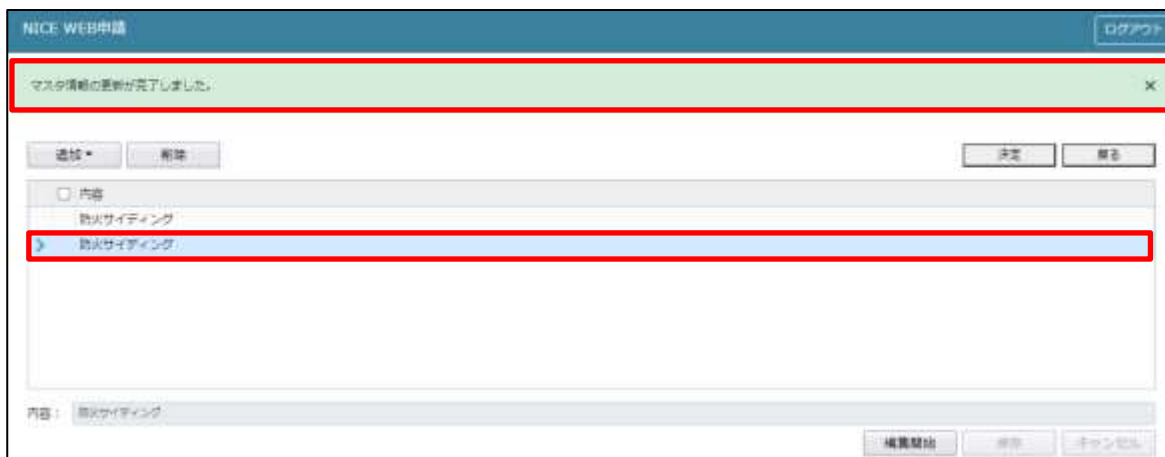 NICE WEB申請
ログアウト
マスタ情報の更新が完了しました。
×
追加▼
削除
決定
戻る
内容
防火サイディング
防火サイディング
内容：
防火サイディング
編集開始
保存
キャンセル